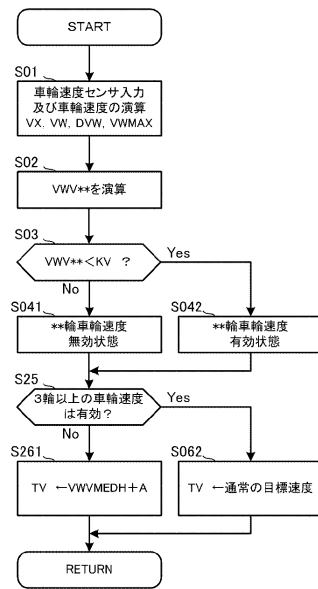 START
S01
車輪速度センサ入力
及び車輪速度の演算
VX, VW, DVW, VWMAX
S02
VWV**を演算
S03
VWV**<KV ?
Yes
No
S041
**輪車輪速度
無効状態
S042
**輪車輪速度
有効状態
S25
3輪以上の車輪速度
は有効?
Yes
No
S261
TV ←VWVMEDH+A
S062
TV ←通常の目標速度
RETURN